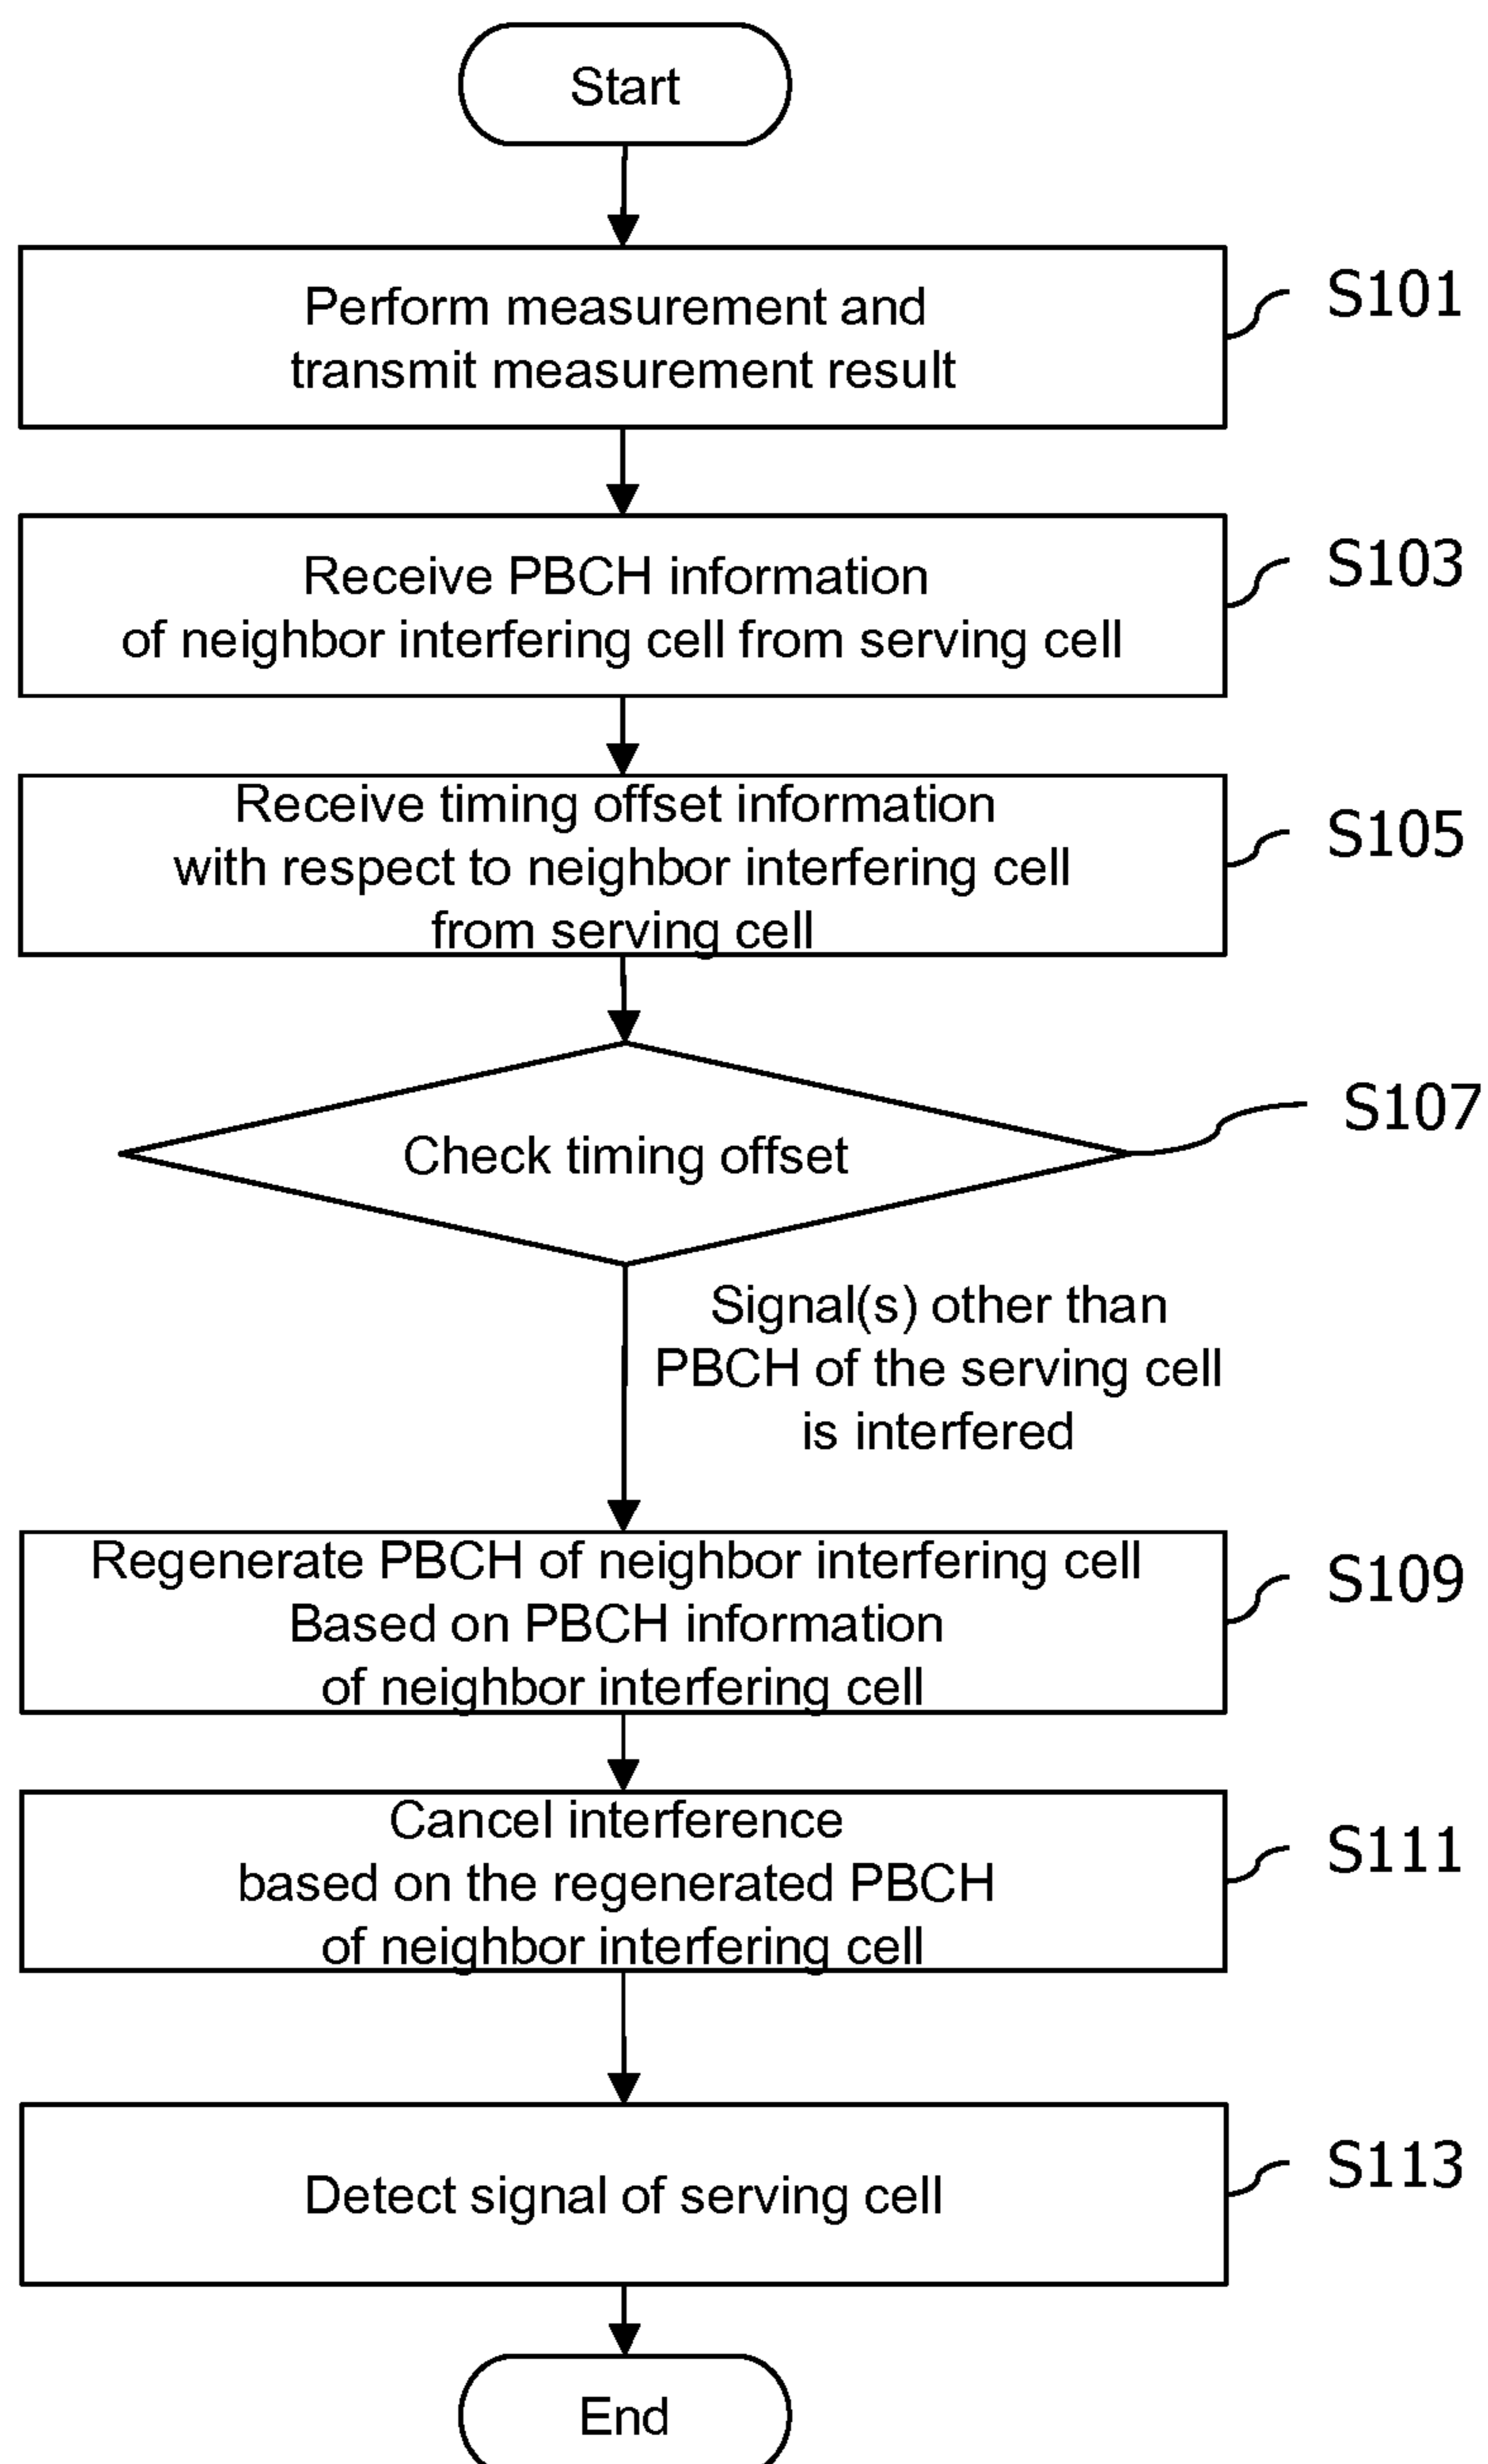 Start
Perform measurement and
transmit measurement result
S101
Receive PBCH information
of neighbor interfering cell from serving cell
S103
Receive timing offset information
with respect to neighbor interfering cell
from serving cell
S105
Check timing offset
S107
Signal(s) other than
PBCH of the serving cell
is interfered
Regenerate PBCH of neighbor interfering cell
Based on PBCH information
of neighbor interfering cell
S109
Cancel interference
based on the regenerated PBCH
of neighbor interfering cell
S111
Detect signal of serving cell
S113
End